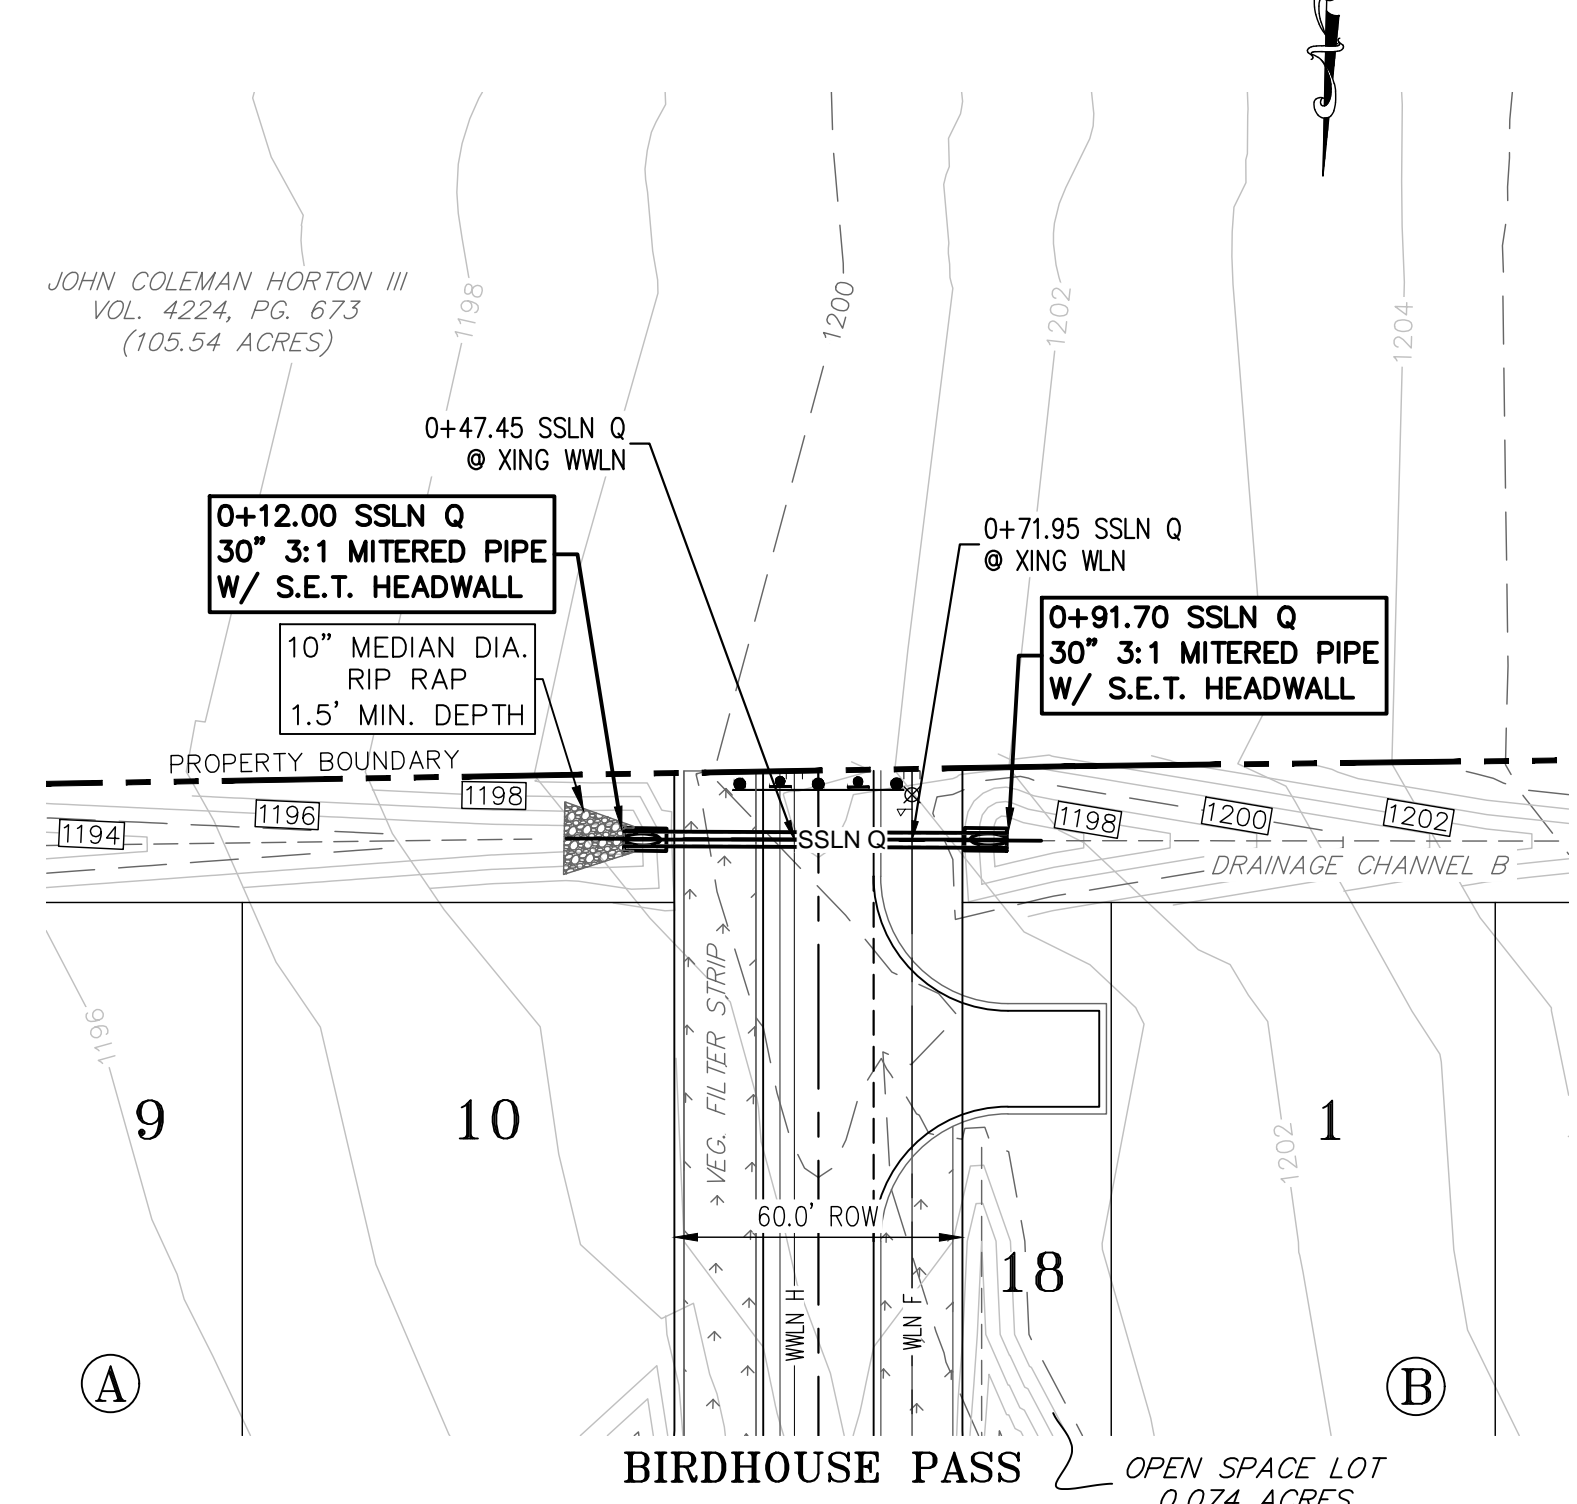 JOHN COLEMAN HORTON III
VOL. 4224, PG. 673
(105.54 ACRES)
1198
1200
1202
1204
0+47.45 SSLN Q
@ XING WWLN
0+12.00 SSLN Q
30" 3:1 MITERED PIPE
W/ S.E.T. HEADWALL
0+71.95 SSLN Q
@ XING WLN
0+91.70 SSLN Q
30" 3:1 MITERED PIPE
W/ S.E.T. HEADWALL
10" MEDIAN DIA.
RIP RAP
1.5' MIN. DEPTH
PROPERTY BOUNDARY
1194
1196
1198
SSLN Q
1198
1200
1202
DRAINAGE CHANNEL B
VEG. FILTER STRIP
1196
9
10
1
1202
60.0' ROW
18
WWLN H
WLN F
A
B
BIRDHOUSE PASS
OPEN SPACE LOT
0.074 ACRES